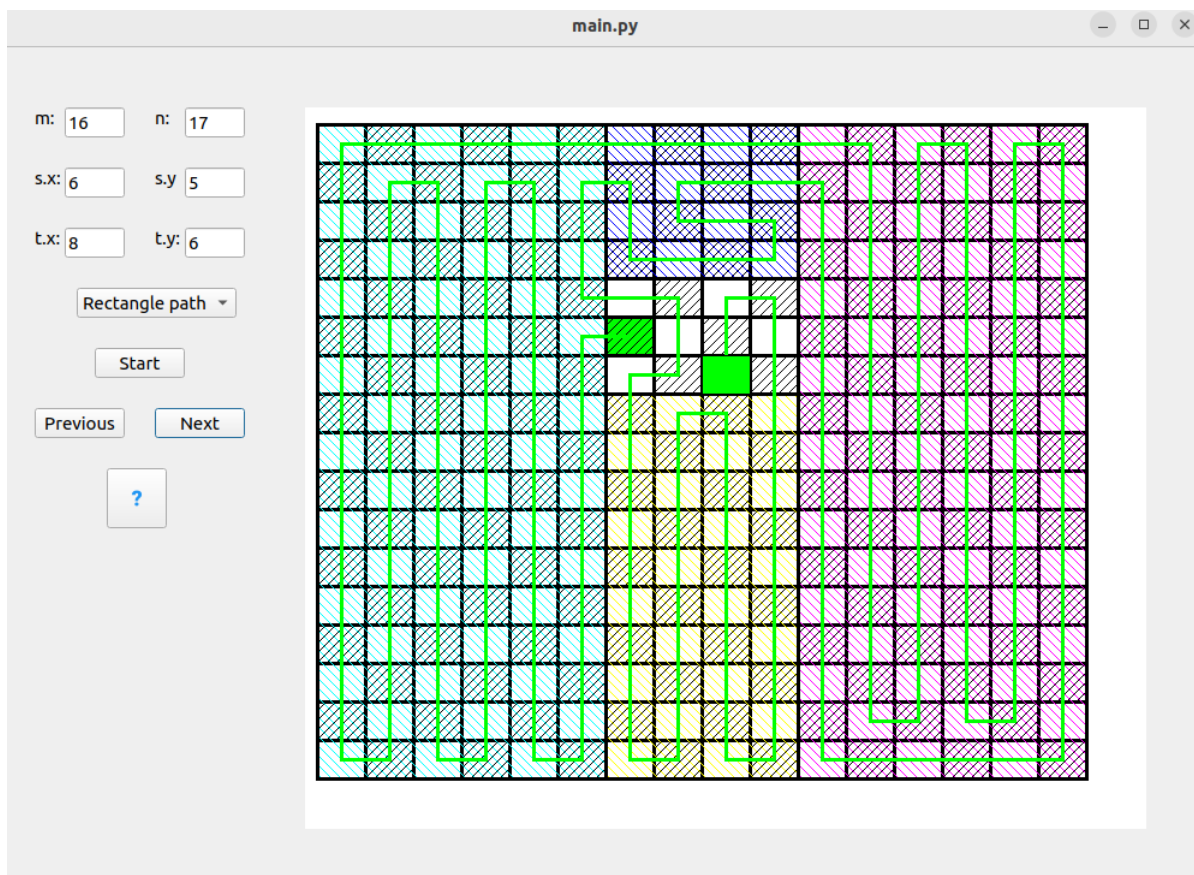 main.py
m: 16 n: 17
s.x: 6 s.y 5
t.x: 8 t.y: 6
Rectangle path
Start
Previous Next
?